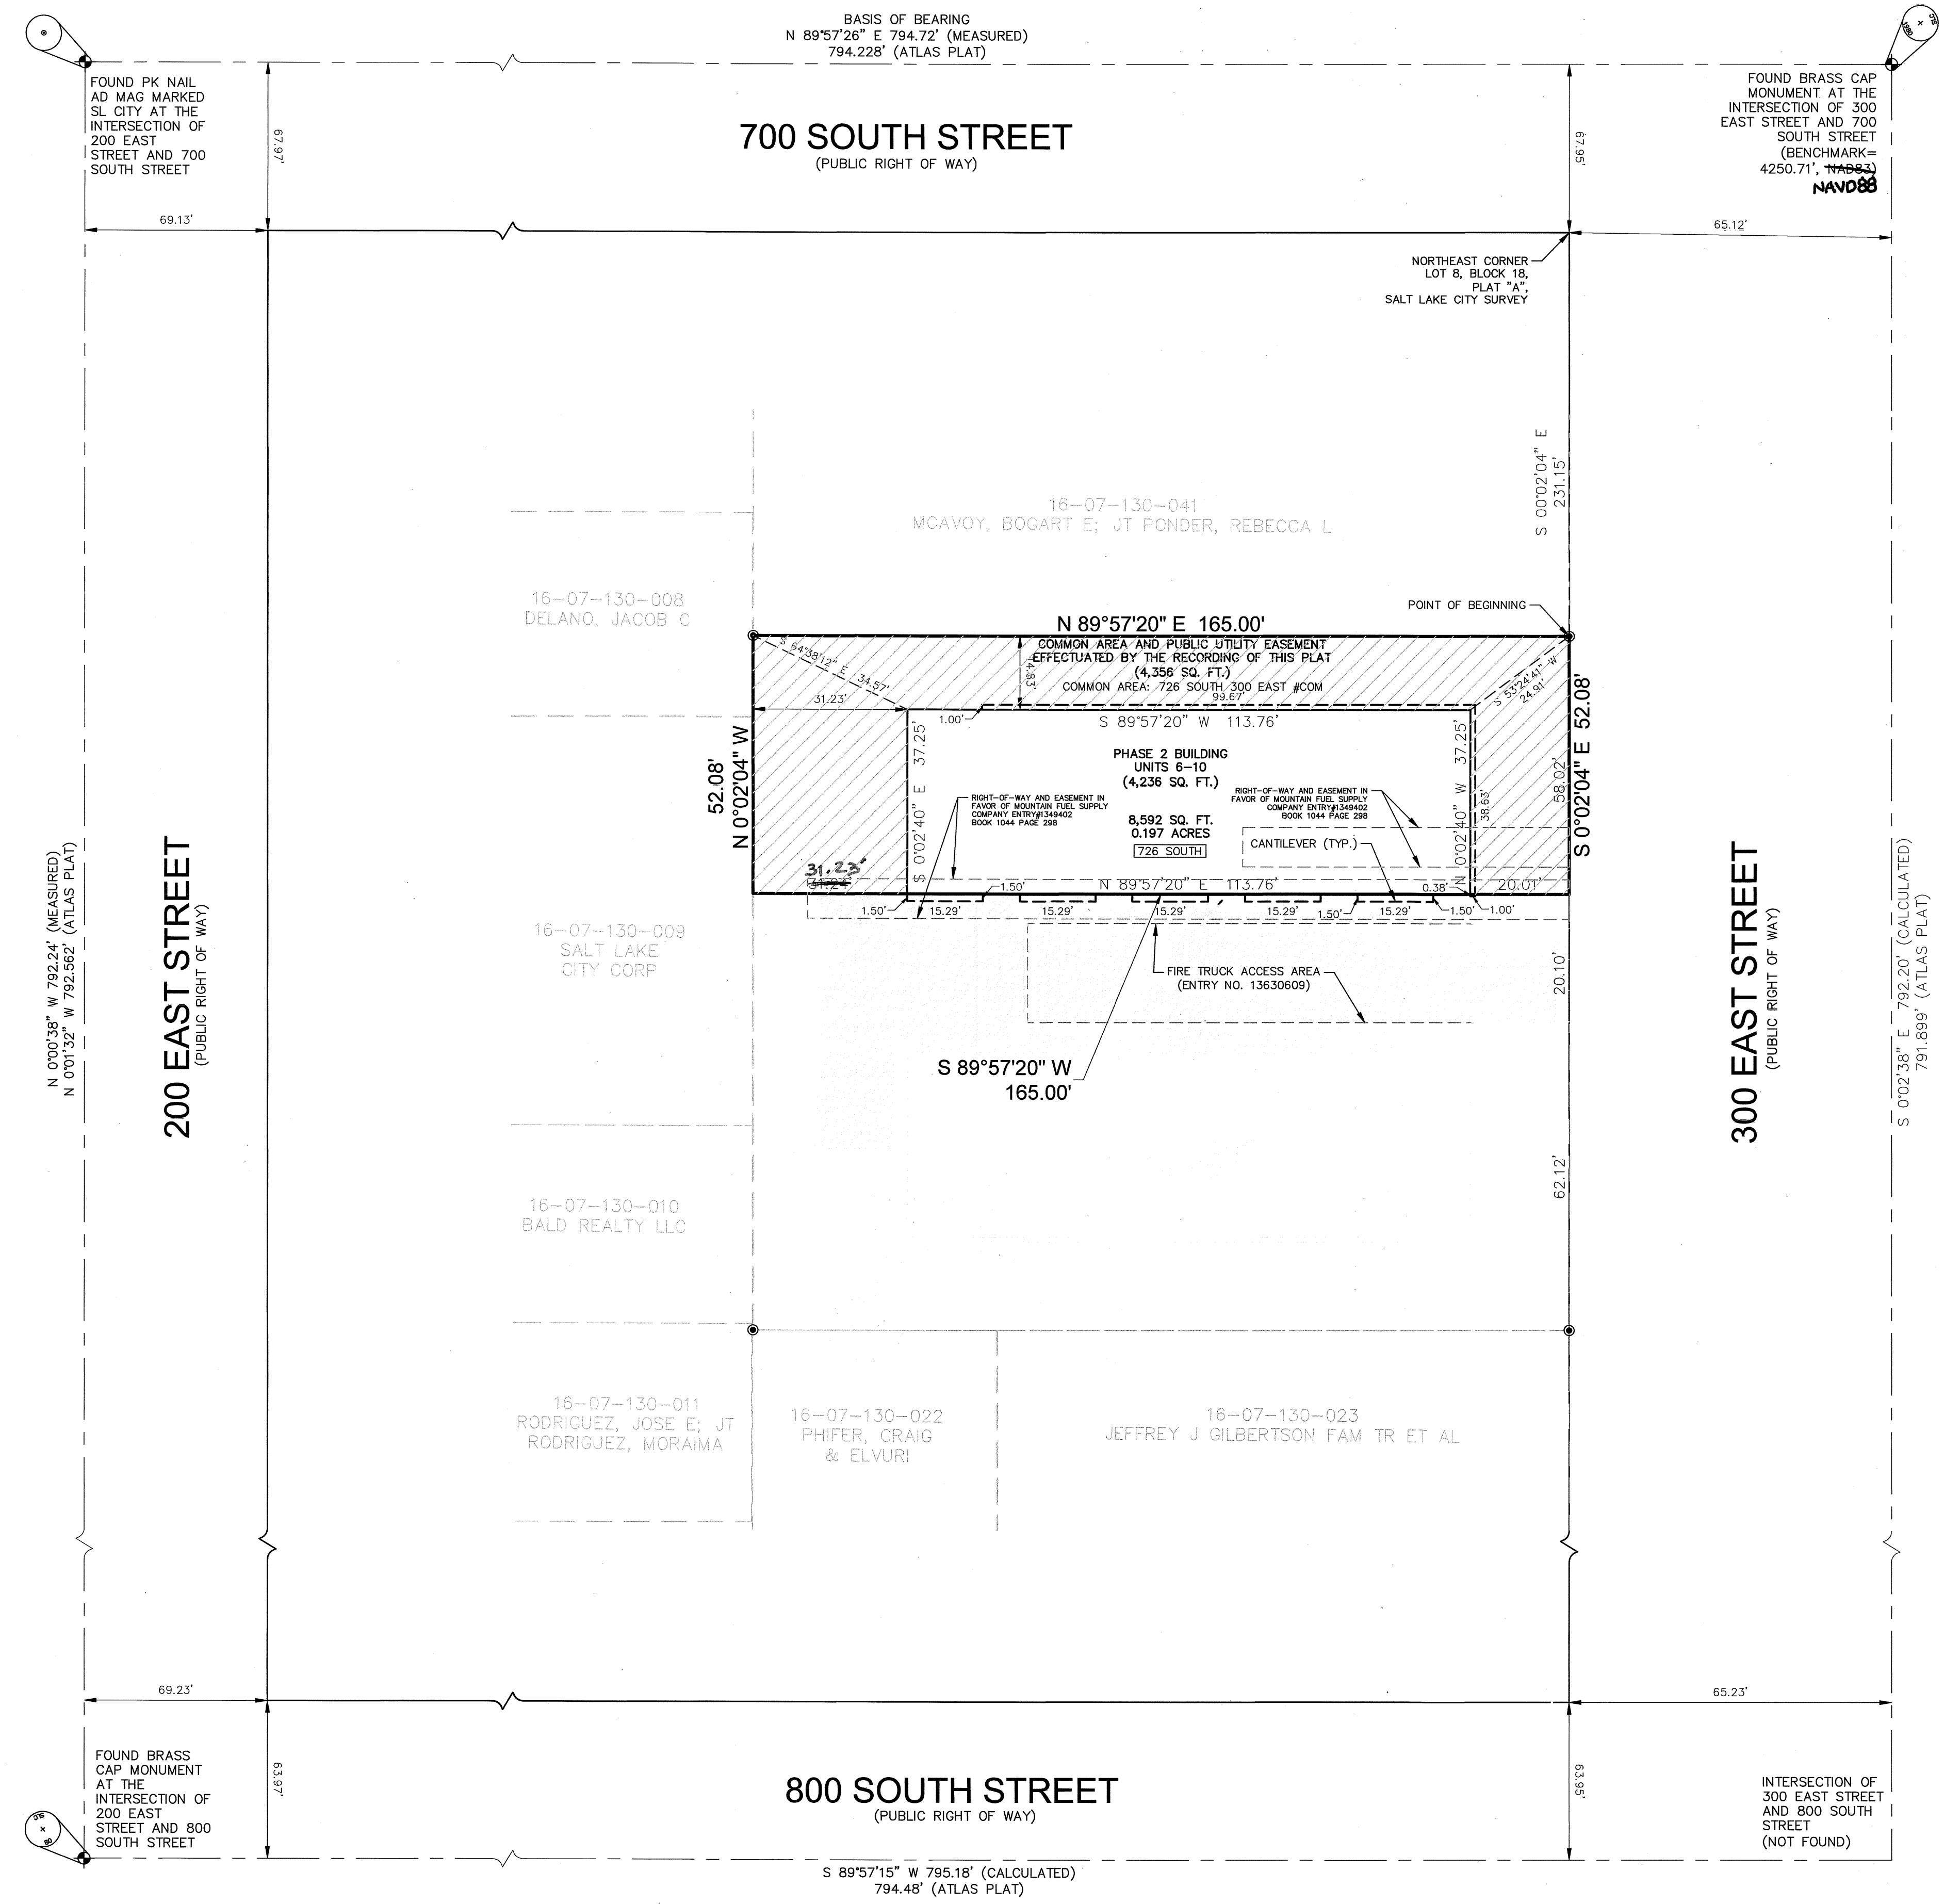 BASIS OF BEARING
N 89°57'26" E 794.72' (MEASURED)
794.228' (ATLAS PLAT)
SLC
1980
FOUND PK NAIL
AD MAG MARKED
SL CITY AT THE
INTERSECTION OF
200 EAST
STREET AND 700
SOUTH STREET
67.97'
700 SOUTH STREET
(PUBLIC RIGHT OF WAY)
67.95'
FOUND BRASS CAP
MONUMENT AT THE
INTERSECTION OF 300
EAST STREET AND 700
SOUTH STREET
(BENCHMARK=
4250.71', NAD83)
NAVD88
69.13'
65.12'
NORTHEAST CORNER
LOT 8, BLOCK 18,
PLAT "A",
SALT LAKE CITY SURVEY
S 00°02'04" E
231.15'
16-07-130-041
MCAVOY, BOGART E; JT PONDER, REBECCA L
16-07-130-008
DELANO, JACOB C
POINT OF BEGINNING
N 89°57'20" E 165.00'
COMMON AREA AND PUBLIC UTILITY EASEMENT
EFFECTUATED BY THE RECORDING OF THIS PLAT
(4,356 SQ. FT.)
COMMON AREA: 726 SOUTH 300 EAST #COM
S 64°38'12" E
34.57'
14.83'
S 53°24'41" W
24.91'
31.23'
99.67'
1.00'
S 89°57'20" W 113.76'
52.08'
N 0°02'04" W
S 0°02'40" E 37.25'
PHASE 2 BUILDING
UNITS 6-10
(4,236 SQ. FT.)
RIGHT-OF-WAY AND EASEMENT IN
FAVOR OF MOUNTAIN FUEL SUPPLY
COMPANY ENTRY#1349402
BOOK 1044 PAGE 298
8,592 SQ. FT.
0.197 ACRES
726 SOUTH
RIGHT-OF-WAY AND EASEMENT IN
FAVOR OF MOUNTAIN FUEL SUPPLY
COMPANY ENTRY#1349402
BOOK 1044 PAGE 298
CANTILEVER (TYP.)
N 0°02'40" W 37.25'
38.63'
58.02'
S 0°02'04" E 52.08'
31.23'
31.24'
1.50'
N 89°57'20" E 113.76'
0.38'
20.01'
1.50'
15.29'
15.29'
15.29'
15.29'
1.50'
15.29'
1.50'
1.00'
16-07-130-009
SALT LAKE
CITY CORP
FIRE TRUCK ACCESS AREA
(ENTRY NO. 13630609)
20.10'
S 89°57'20" W
165.00'
62.12'
N 0°00'38" W 792.24' (MEASURED)
N 0°01'32" W 792.562' (ATLAS PLAT)
200 EAST STREET
(PUBLIC RIGHT OF WAY)
300 EAST STREET
(PUBLIC RIGHT OF WAY)
S 0°02'38" E 792.20' (CALCULATED)
791.899' (ATLAS PLAT)
16-07-130-010
BALD REALTY LLC
16-07-130-011
RODRIGUEZ, JOSE E; JT
RODRIGUEZ, MORAIMA
16-07-130-022
PHIFER, CRAIG
& ELVURI
16-07-130-023
JEFFREY J GILBERTSON FAM TR ET AL
69.23'
65.23'
FOUND BRASS
CAP MONUMENT
AT THE
INTERSECTION OF
200 EAST
STREET AND 800
SOUTH STREET
SLC
80
63.97'
800 SOUTH STREET
(PUBLIC RIGHT OF WAY)
63.95'
INTERSECTION OF
300 EAST STREET
AND 800 SOUTH
STREET
(NOT FOUND)
S 89°57'15" W 795.18' (CALCULATED)
794.48' (ATLAS PLAT)